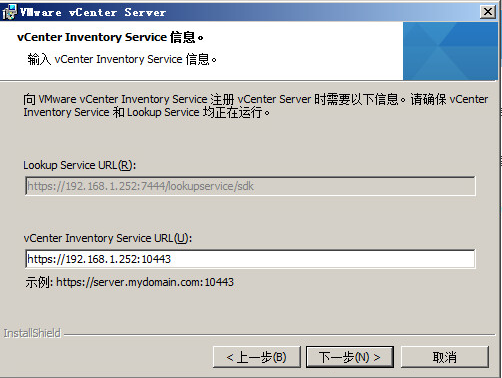 VMware vCenter Server
vCenter Inventory Service 信息。
输入 vCenter Inventory Service 信息。
向 VMware vCenter Inventory Service 注册 vCenter Server 时需要以下信息。请确保 vCenter
Inventory Service 和 Lookup Service 均正在运行。
Lookup Service URL(R):
https://192.168.1.252:7444/lookupservice/sdk
vCenter Inventory Service URL(U):
https://192.168.1.252:10443
示例: https://server.mydomain.com:10443
InstallShield
< 上一步(B) 下一步(N) > 取消